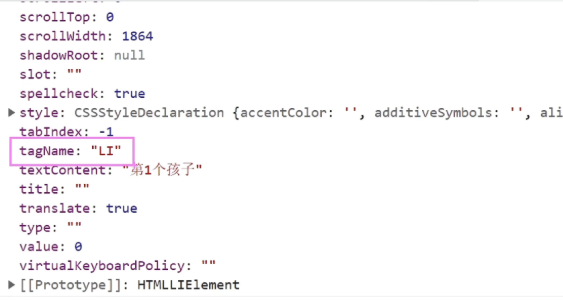 scrollTop: 0
scrollWidth: 1864
shadowRoot: null
slot: ""
spellcheck: true
▶ style: CSSStyleDeclaration {accentColor: '', additiveSymbols: '', ali
tabIndex: -1
tagName: "LI"
textContent: "第1个孩子"
title: ""
translate: true
type: ""
value: 0
virtualKeyboardPolicy: ""
▶ [[Prototype]]: HTMLLIElement